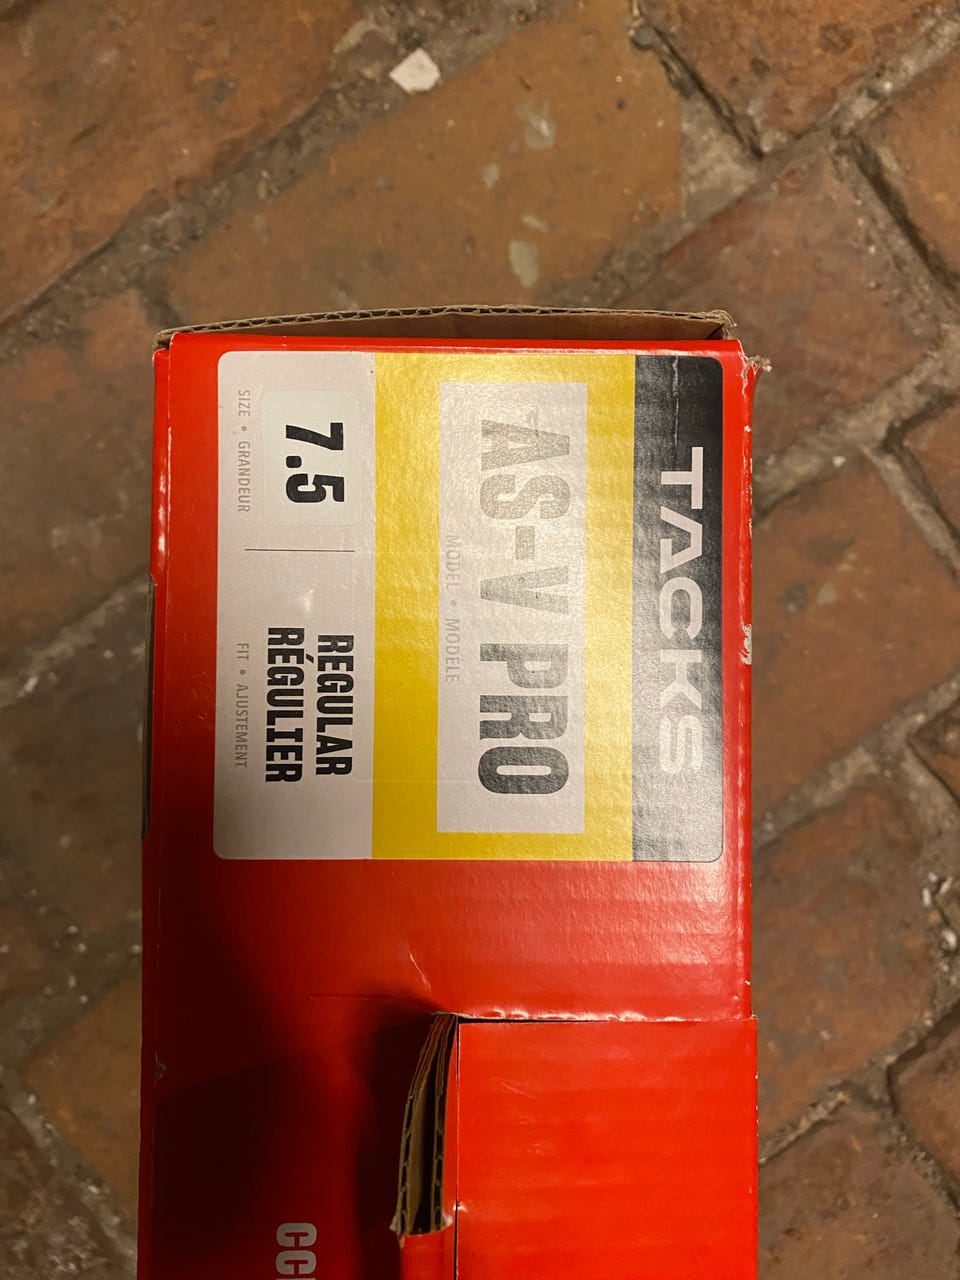 TACKS
AS-V PRO
MODEL • MODÈLE
7.5
SIZE • GRANDEUR
REGULAR
RÉGULIER
FIT • AJUSTEMENT